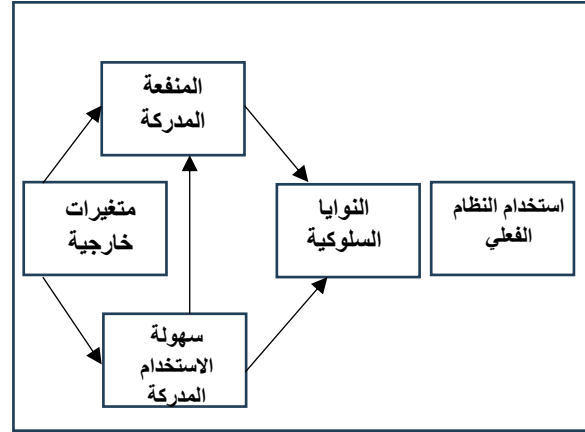 المنفعة
المدركة
متغيرات
خارجية
النوايا
السلوكية
استخدام النظام
الفعلي
سهولة
الاستخدام
المدركة